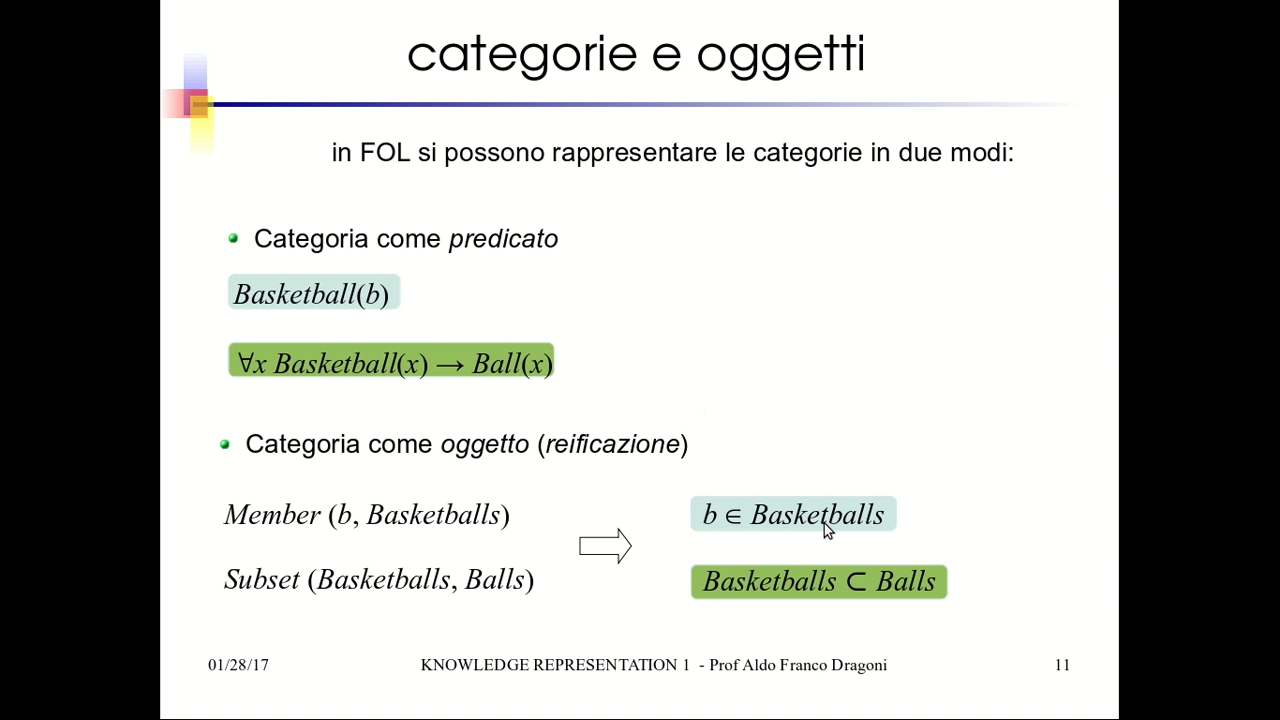 categorie e oggetti
in FOL si possono rappresentare le categorie in due modi:
Categoria come predicato
Basketball(b)
∀x Basketball(x) → Ball(x)
Categoria come oggetto (reificazione)
Member (b, Basketballs)
b ∈ Basketballs
Subset (Basketballs, Balls)
Basketballs ⊂ Balls
01/28/17
KNOWLEDGE REPRESENTATION 1 - Prof Aldo Franco Dragoni
11